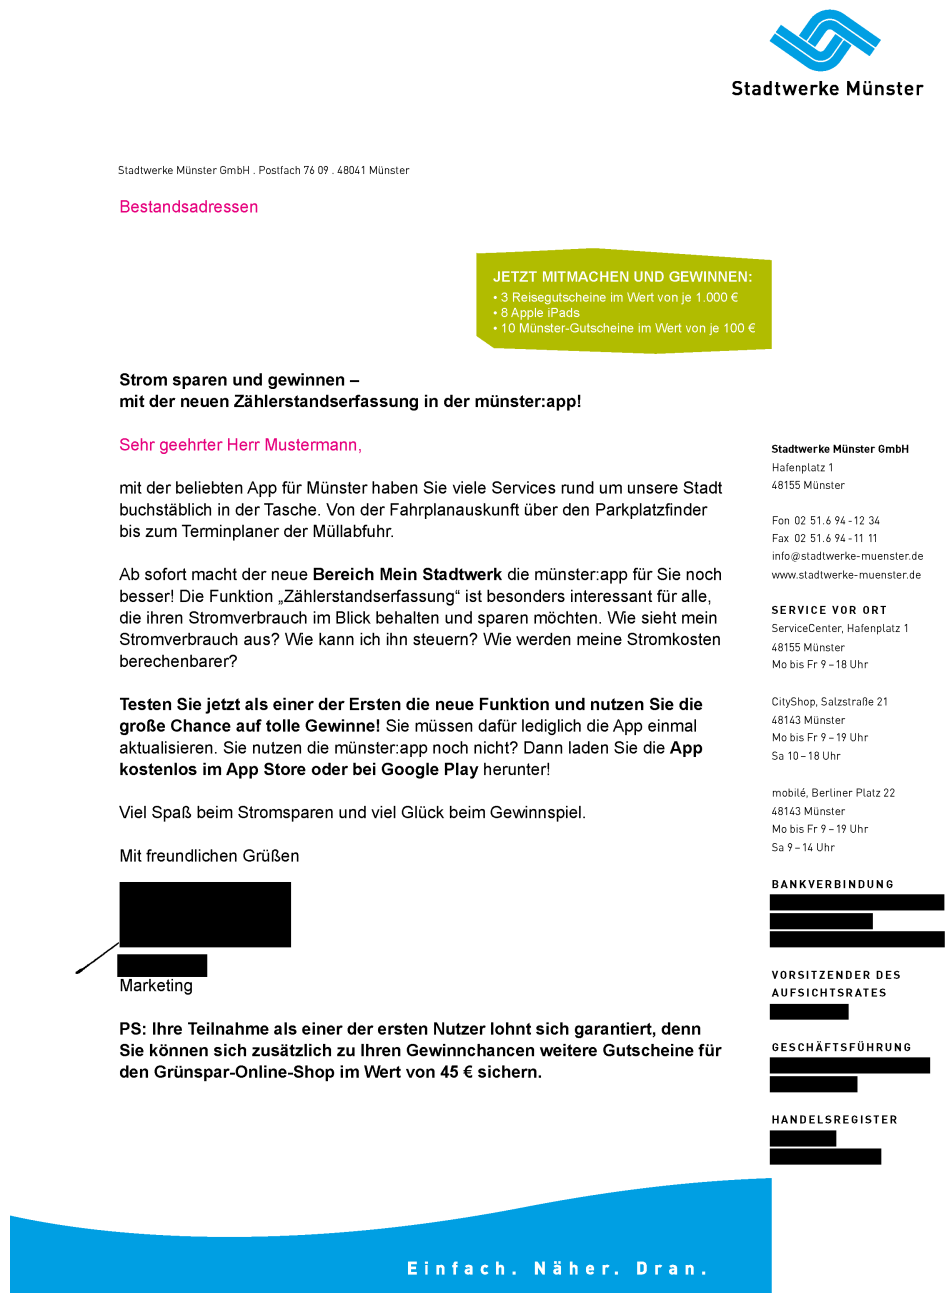 Stadtwerke Münster
Stadtwerke Münster GmbH . Postfach 76 09 . 48041 Münster
Bestandsadressen
JETZT MITMACHEN UND GEWINNEN:
• 3 Reisegutscheine im Wert von je 1.000 €
• 8 Apple iPads
• 10 Münster-Gutscheine im Wert von je 100 €
Strom sparen und gewinnen –
mit der neuen Zählerstandserfassung in der münster:app!
Sehr geehrter Herr Mustermann,
mit der beliebten App für Münster haben Sie viele Services rund um unsere Stadt
buchstäblich in der Tasche. Von der Fahrplanauskunft über den Parkplatzfinder
bis zum Terminplaner der Müllabfuhr.
Ab sofort macht der neue Bereich Mein Stadtwerk die münster:app für Sie noch
besser! Die Funktion „Zählerstandserfassung“ ist besonders interessant für alle,
die ihren Stromverbrauch im Blick behalten und sparen möchten. Wie sieht mein
Stromverbrauch aus? Wie kann ich ihn steuern? Wie werden meine Stromkosten
berechenbarer?
Testen Sie jetzt als einer der Ersten die neue Funktion und nutzen Sie die
große Chance auf tolle Gewinne! Sie müssen dafür lediglich die App einmal
aktualisieren. Sie nutzen die münster:app noch nicht? Dann laden Sie die App
kostenlos im App Store oder bei Google Play herunter!
Viel Spaß beim Stromsparen und viel Glück beim Gewinnspiel.
Mit freundlichen Grüßen
Marketing
PS: Ihre Teilnahme als einer der ersten Nutzer lohnt sich garantiert, denn
Sie können sich zusätzlich zu Ihren Gewinnchancen weitere Gutscheine für
den Grünspar-Online-Shop im Wert von 45 € sichern.
Stadtwerke Münster GmbH
Hafenplatz 1
48155 Münster
Fon 02 51.6 94 - 12 34
Fax 02 51.6 94 - 11 11
info@stadtwerke-muenster.de
www.stadtwerke-muenster.de
SERVICE VOR ORT
ServiceCenter, Hafenplatz 1
48155 Münster
Mo bis Fr 9 – 18 Uhr
CityShop, Salzstraße 21
48143 Münster
Mo bis Fr 9 – 19 Uhr
Sa 10 – 18 Uhr
mobilé, Berliner Platz 22
48143 Münster
Mo bis Fr 9 – 19 Uhr
Sa 9 – 14 Uhr
BANKVERBINDUNG
VORSITZENDER DES
AUFSICHTSRATES
GESCHÄFTSFÜHRUNG
HANDELSREGISTER
Einfach. Näher. Dran.